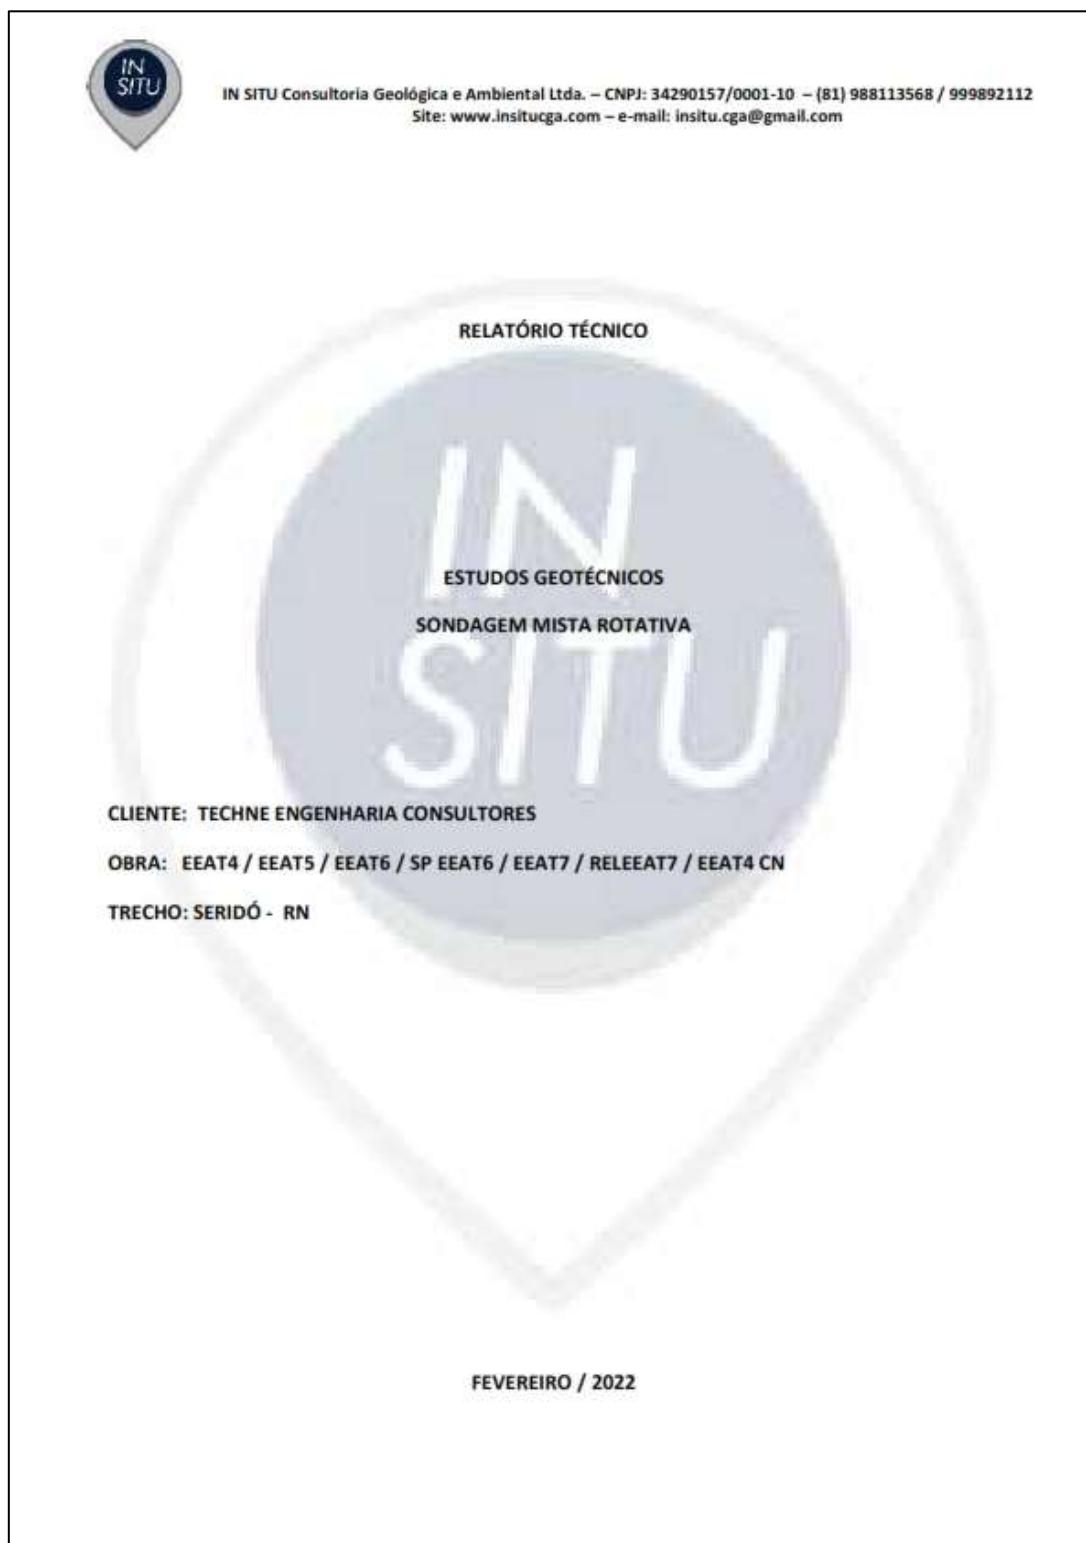 IN
SITU
IN SITU Consultoria Geológica e Ambiental Ltda. – CNPJ: 34290157/0001-10 – (81) 988113568 / 999892112
Site: www.insitucga.com – e-mail: insitu.cga@gmail.com
RELATÓRIO TÉCNICO
IN
ESTUDOS GEOTÉCNICOS
SONDAGEM MISTA ROTATIVA
SITU
CLIENTE: TECHNE ENGENHARIA CONSULTORES
OBRA: EEAT4 / EEAT5 / EEAT6 / SP EEAT6 / EEAT7 / RELEEAT7 / EEAT4 CN
TRECHO: SERIDÓ - RN
FEVEREIRO / 2022